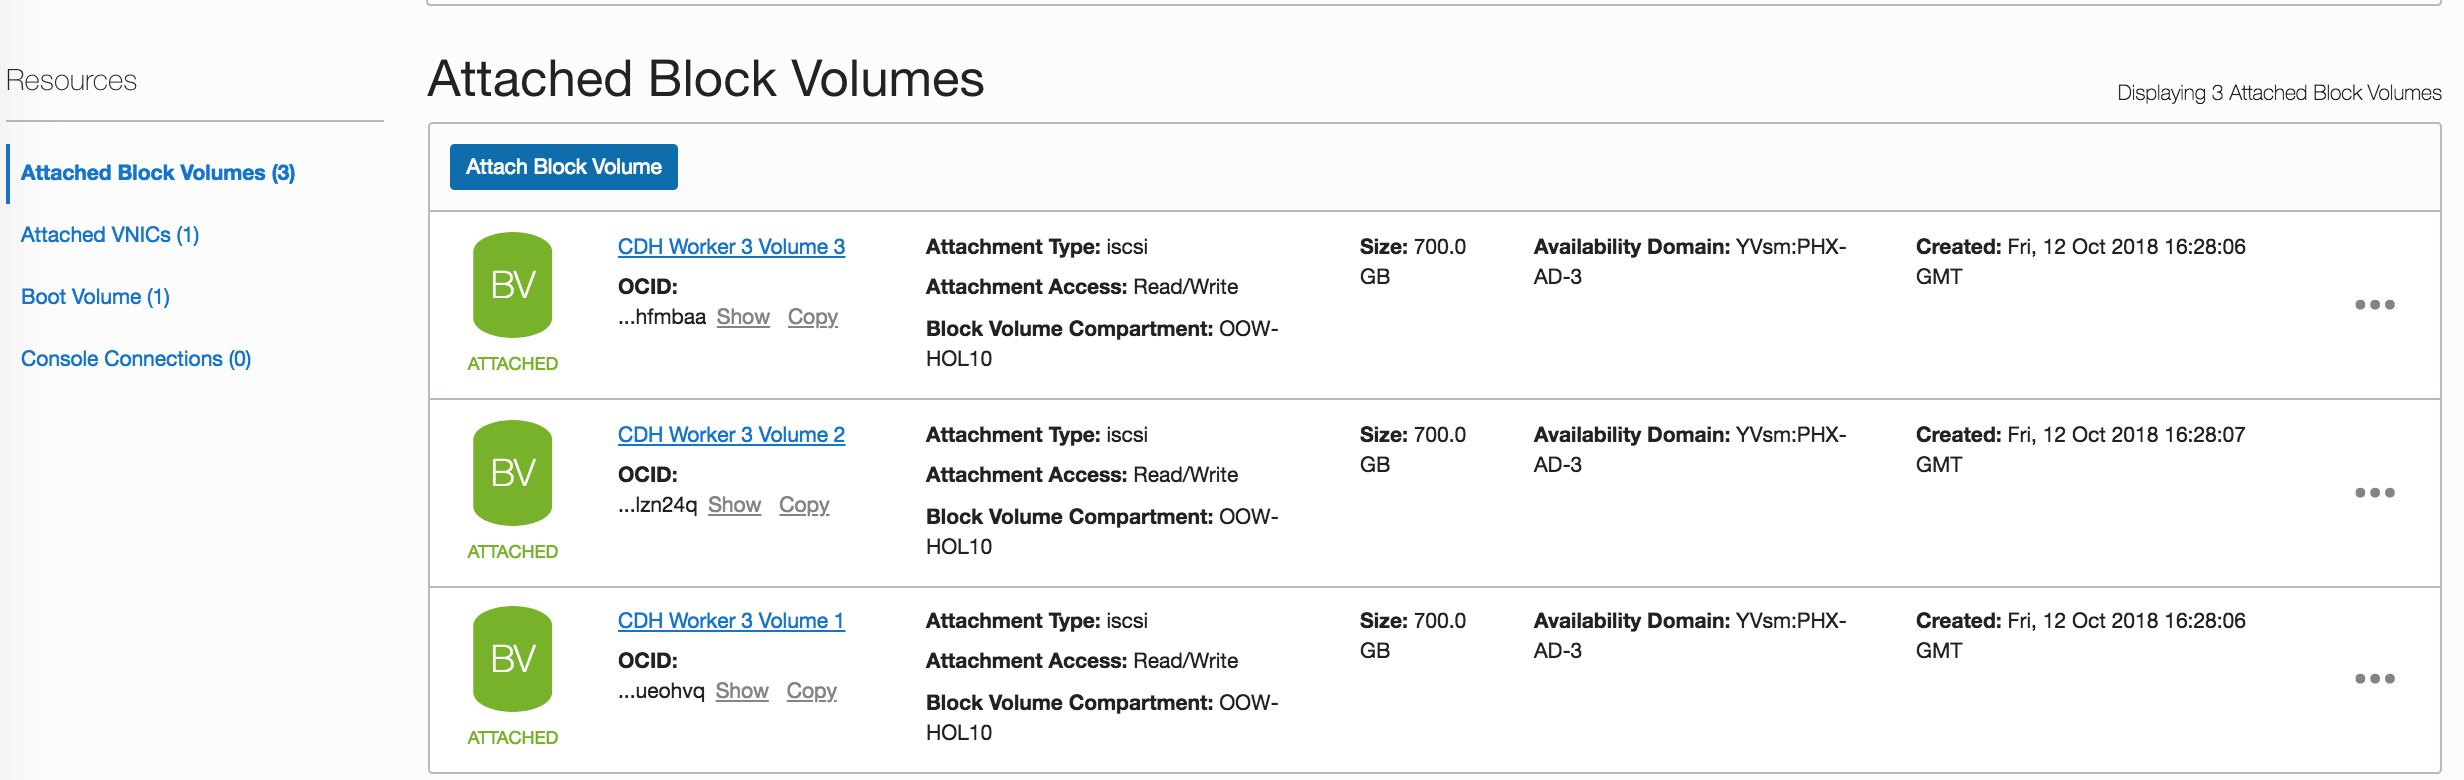 Resources
Attached Block Volumes (3)
Attached VNICs (1)
Boot Volume (1)
Console Connections (0)
Attached Block Volumes
Displaying 3 Attached Block Volumes
Attach Block Volume
BV
ATTACHED
CDH Worker 3 Volume 3
OCID:
...hfmbaa Show Copy
Attachment Type: iscsi
Attachment Access: Read/Write
Block Volume Compartment: OOW-
HOL10
Size: 700.0
GB
Availability Domain: YVsm:PHX-
AD-3
Created: Fri, 12 Oct 2018 16:28:06
GMT
BV
ATTACHED
CDH Worker 3 Volume 2
OCID:
...lzn24q Show Copy
Attachment Type: iscsi
Attachment Access: Read/Write
Block Volume Compartment: OOW-
HOL10
Size: 700.0
GB
Availability Domain: YVsm:PHX-
AD-3
Created: Fri, 12 Oct 2018 16:28:07
GMT
BV
ATTACHED
CDH Worker 3 Volume 1
OCID:
...ueohvq Show Copy
Attachment Type: iscsi
Attachment Access: Read/Write
Block Volume Compartment: OOW-
HOL10
Size: 700.0
GB
Availability Domain: YVsm:PHX-
AD-3
Created: Fri, 12 Oct 2018 16:28:06
GMT